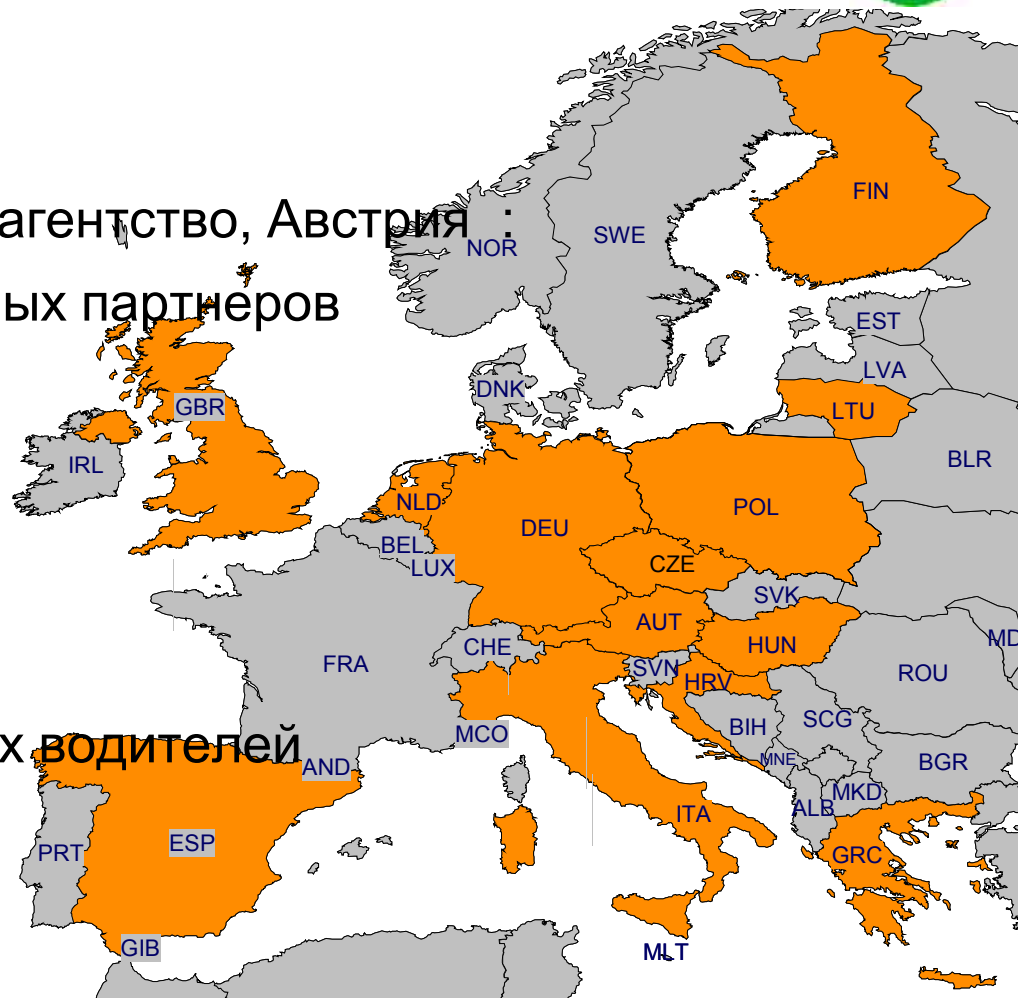 FIN
агентство, Австрия :
NOR
SWE
ых партнеров
EST
LVA
DNK
GBR
LTU
IRL
BLR
NLD
POL
DEU
BEL
CZE
LUX
SVK
AUT
HUN
CHE
FRA
SVN
ROU
MD
HRV
SCG
BIH
MCO
х водителей
MNE
AND
BGR
MKD
ALB
ITA
ESP
PRT
GRC
GIB
MLT